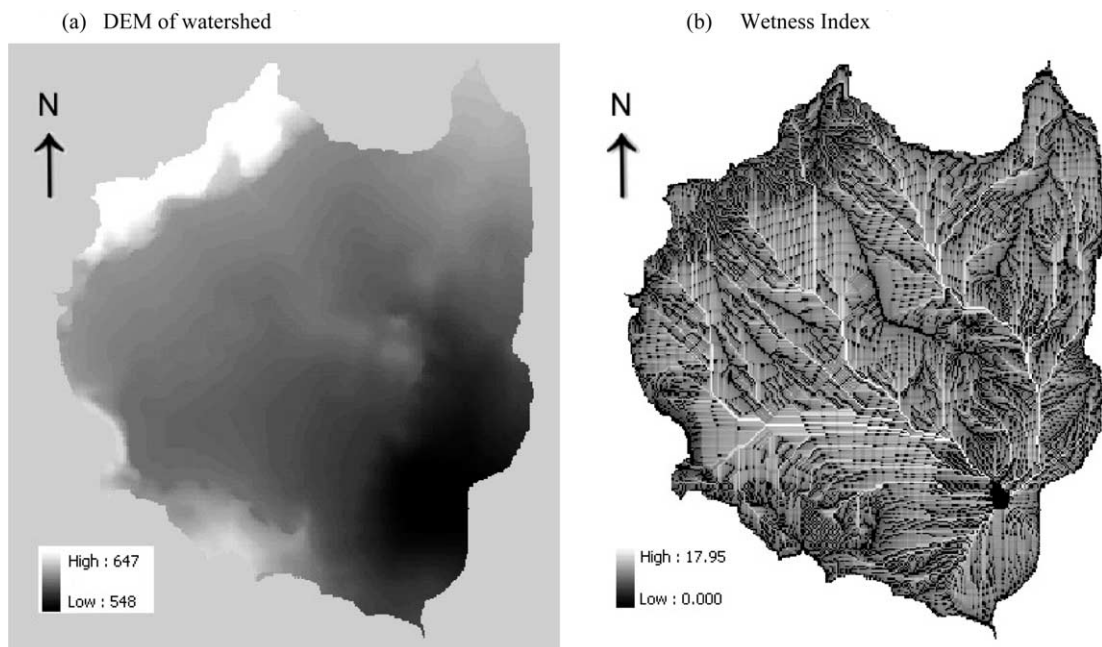 (a) DEM of watershed
(b) Wetness Index
N
N
High : 647
Low : 548
High : 17.95
Low : 0.000